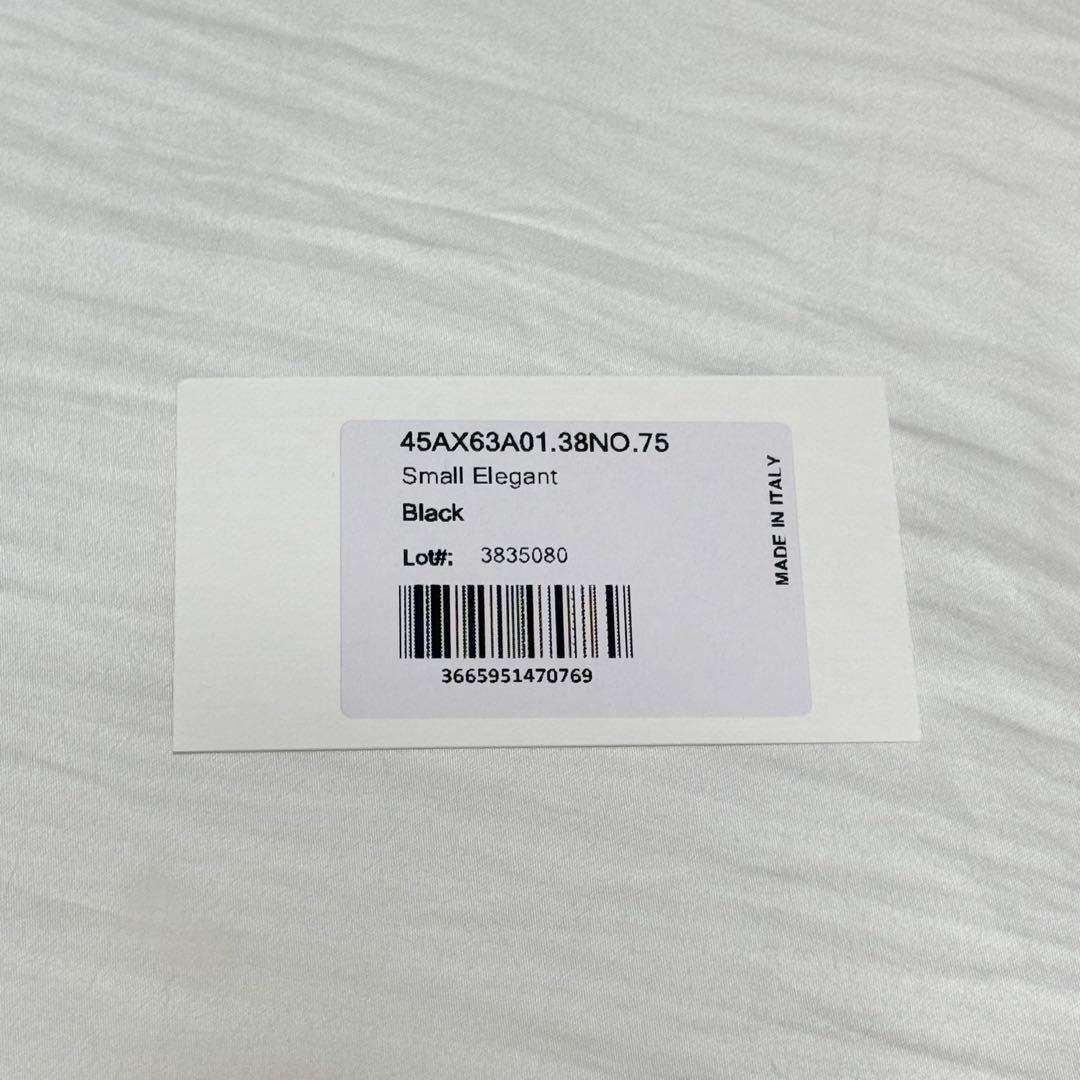 45AX63A01.38NO.75
Small Elegant
Black
Lot#: 3835080
3665951470769
MADE IN ITALY